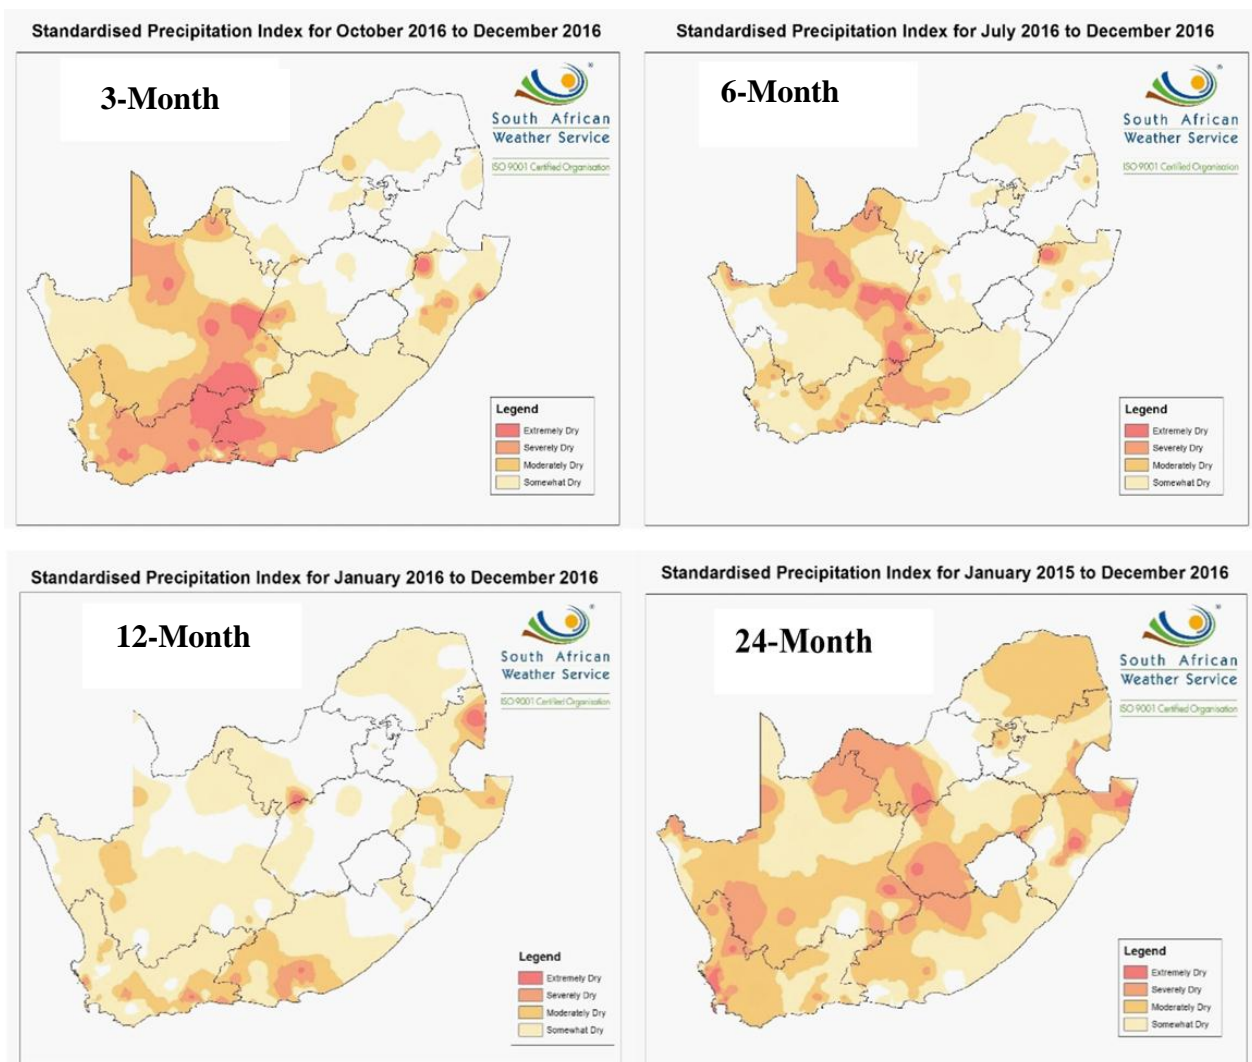 Standardised Precipitation Index for October 2016 to December 2016
3-Month
South African
Weather Service
ISO 9001 Certified Organisation
Legend
Extremely Dry
Severely Dry
Moderately Dry
Somewhat Dry
Standardised Precipitation Index for July 2016 to December 2016
6-Month
South African
Weather Service
ISO 9001 Certified Organisation
Legend
Extremely Dry
Severely Dry
Moderately Dry
Somewhat Dry
Standardised Precipitation Index for January 2016 to December 2016
12-Month
South African
Weather Service
ISO 9001 Certified Organisation
Legend
Extremely Dry
Severely Dry
Moderately Dry
Somewhat Dry
Standardised Precipitation Index for January 2015 to December 2016
24-Month
South African
Weather Service
ISO 9001 Certified Organisation
Legend
Extremely Dry
Severely Dry
Moderately Dry
Somewhat Dry